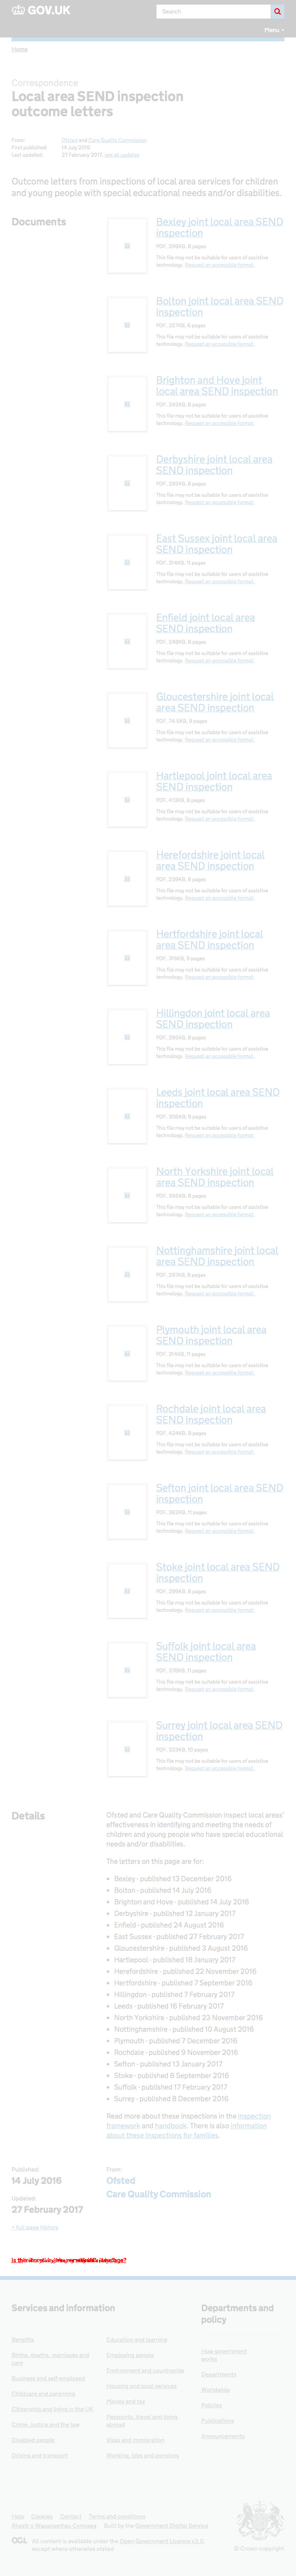 GOV.UK
Search
Menu
Home
Correspondence
Local area SEND inspection
outcome letters
From: Ofsted and Care Quality Commission
First published: 14 July 2016
Last updated: 27 February 2017, see all updates
Outcome letters from inspections of local area services for children
and young people with special educational needs and/or disabilities.
Documents
Bexley joint local area SEND
inspection
PDF, 8 pages
This file may not be suitable for users of assistive
technology. Request an accessible format.
Bolton joint local area SEND
inspection
PDF, 6 pages
This file may not be suitable for users of assistive
technology. Request an accessible format.
Brighton and Hove joint
local area SEND inspection
PDF, 8 pages
This file may not be suitable for users of assistive
technology. Request an accessible format.
Derbyshire joint local area
SEND inspection
PDF, 8 pages
This file may not be suitable for users of assistive
technology. Request an accessible format.
East Sussex joint local area
SEND inspection
PDF, 11 pages
This file may not be suitable for users of assistive
technology. Request an accessible format.
Enfield joint local area
SEND inspection
PDF, 8 pages
This file may not be suitable for users of assistive
technology. Request an accessible format.
Gloucestershire joint local
area SEND inspection
PDF, 9 pages
This file may not be suitable for users of assistive
technology. Request an accessible format.
Hartlepool joint local area
SEND inspection
PDF, 8 pages
This file may not be suitable for users of assistive
technology. Request an accessible format.
Herefordshire joint local
area SEND inspection
PDF, pages
This file may not be suitable for users of assistive
technology. Request an accessible format.
Hertfordshire joint local
area SEND inspection
PDF, pages
This file may not be suitable for users of assistive
technology. Request an accessible format.
Hillingdon joint local area
SEND inspection
PDF, 8 pages
This file may not be suitable for users of assistive
technology. Request an accessible format.
Leeds joint local area SEND
inspection
PDF, 9 pages
This file may not be suitable for users of assistive
technology. Request an accessible format.
North Yorkshire joint local
area SEND inspection
PDF, 8 pages
This file may not be suitable for users of assistive
technology. Request an accessible format.
Nottinghamshire joint local
area SEND inspection
PDF, 8 pages
This file may not be suitable for users of assistive
technology. Request an accessible format.
Plymouth joint local area
SEND inspection
PDF, 11 pages
This file may not be suitable for users of assistive
technology. Request an accessible format.
Rochdale joint local area
SEND inspection
PDF, 424KB, pages
This file may not be suitable for users of assistive
technology. Request an accessible format.
Sefton joint local area SEND
inspection
PDF, 11 pages
This file may not be suitable for users of assistive
technology. Request an accessible format.
Stoke joint local area SEND
inspection
PDF, 8 pages
This file may not be suitable for users of assistive
technology. Request an accessible format.
Suffolk joint local area
SEND inspection
PDF, 11 pages
This file may not be suitable for users of assistive
technology. Request an accessible format.
Surrey joint local area SEND
inspection
PDF, 10 pages
This file may not be suitable for users of assistive
technology. Request an accessible format.
Details
Ofsted and Care Quality Commission inspect local areas'
effectiveness in identifying and meeting the needs of
children and young people who have special educational
needs and/or disabilities.
The letters on this page are for:
Bexley - published 13 December 2016
Bolton - published 14 July 2016
Brighton and Hove - published 14 July 2016
Derbyshire - published 12 January 2017
Enfield - published 24 August 2016
East Sussex - published 27 February 2017
Gloucestershire - published 3 August 2016
Hartlepool - published 18 January 2017
Herefordshire - published 22 November 2016
Hertfordshire - published 7 September 2016
Hillingdon - published 7 February 2017
Leeds - published 16 February 2017
North Yorkshire - published 23 November 2016
Nottinghamshire - published 10 August 2016
Plymouth - published 7 December 2016
Rochdale - published 9 November 2016
Sefton - published 13 January 2017
Stoke - published 8 September 2016
Suffolk - published 17 February 2017
Surrey - published 8 December 2016
Read more about these inspections in the inspection
framework and handbook. There is also information
about these inspections for families.
Published:
14 July 2016
Updated:
27 February 2017
+ full page history
From:
Ofsted
Care Quality Commission
Services and information
Benefits
Births, deaths, marriages and
care
Business and self-employed
Childcare and parenting
Citizenship and living in the UK
Crime, justice and the law
Disabled people
Driving and transport
Education and learning
Employing people
Environment and countryside
Housing and local services
Money and tax
Passports, travel and living
abroad
Visas and immigration
Working, jobs and pensions
Departments and
policy
How government
works
Departments
Worldwide
Policies
Publications
Announcements
Help Cookies Contact Terms and conditions
Rhestr o Wasanaethau Cymraeg Built by the Government Digital Service
OGL All content is available under the Open Government Licence v3.0,
except where otherwise stated
© Crown copyright